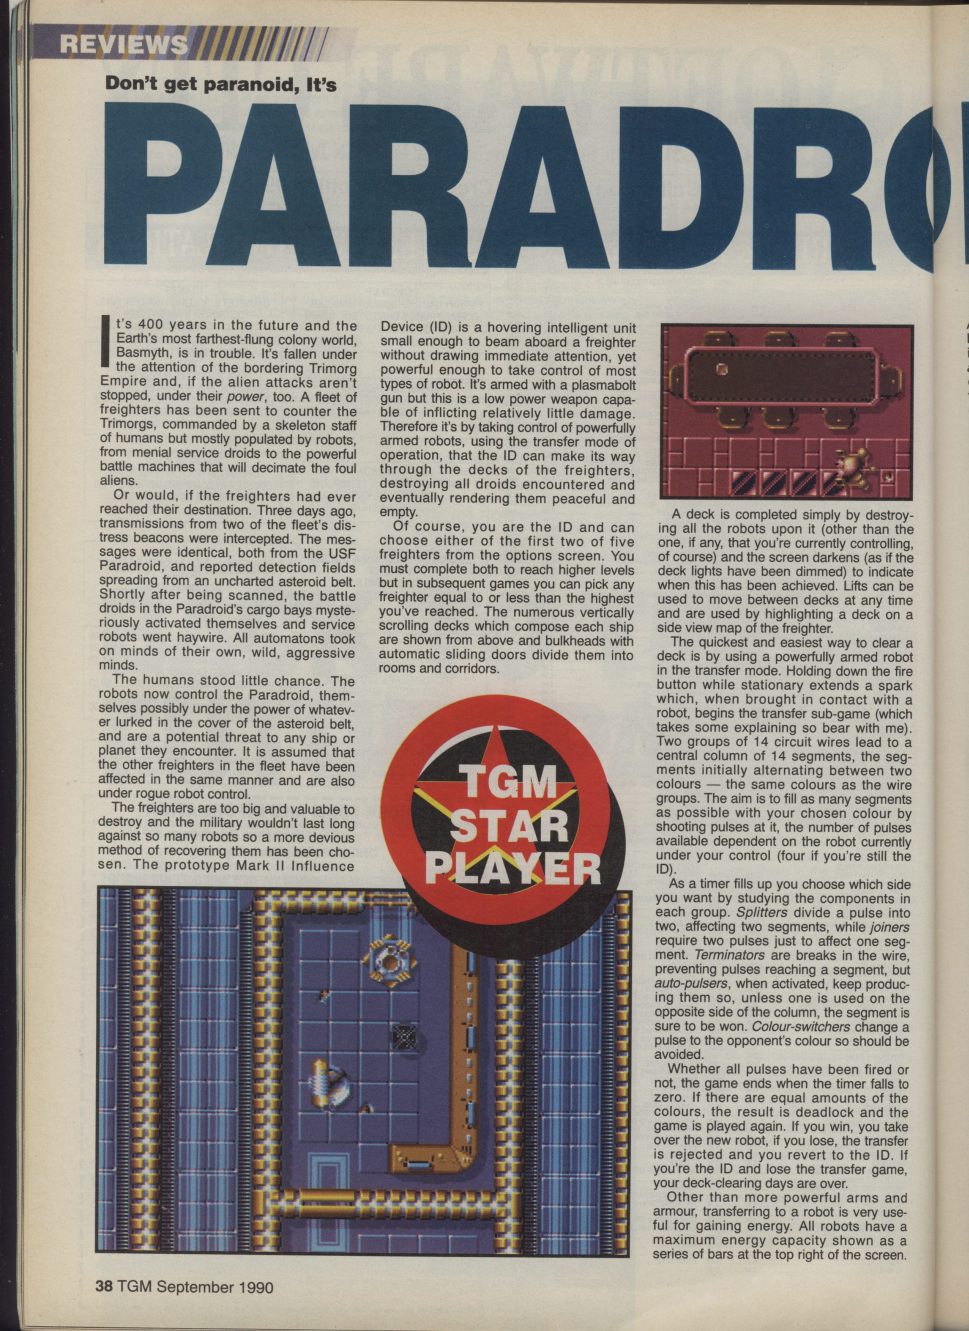 REVIEWS
Don't get paranoid, It's
PARADRO
It's 400 years in the future and the
Earth's most farthest-flung colony world,
Basmyth, is in trouble. It's fallen under
the attention of the bordering Trimorg
Empire and, if the alien attacks aren't
stopped, under their power, too. A fleet of
freighters has been sent to counter the
Trimorgs, commanded by a skeleton staff
of humans but mostly populated by robots,
from menial service droids to the powerful
battle machines that will decimate the foul
aliens.
Or would, if the freighters had ever
reached their destination. Three days ago,
transmissions from two of the fleet's dis-
tress beacons were intercepted. The mes-
sages were identical, both from the USF
Paradroid, and reported detection fields
spreading from an uncharted asteroid belt.
Shortly after being scanned, the battle
droids in the Paradroid's cargo bays myste-
riously activated themselves and service
robots went haywire. All automatons took
on minds of their own, wild, aggressive
minds.
The humans stood little chance. The
robots now control the Paradroid, them-
selves possibly under the power of whatev-
er lurked in the cover of the asteroid belt,
and are a potential threat to any ship or
planet they encounter. It is assumed that
the other freighters in the fleet have been
affected in the same manner and are also
under rogue robot control.
The freighters are too big and valuable to
destroy and the military wouldn't last long
against so many robots so a more devious
method of recovering them has been cho-
sen. The prototype Mark II Influence
Device (ID) is a hovering intelligent unit
small enough to beam aboard a freighter
without drawing immediate attention, yet
powerful enough to take control of most
types of robot. It's armed with a plasmabolt
gun but this is a low power weapon capa-
ble of inflicting relatively little damage.
Therefore it's by taking control of powerfully
armed robots, using the transfer mode of
operation, that the ID can make its way
through the decks of the freighters,
destroying all droids encountered and
eventually rendering them peaceful and
empty.
Of course, you are the ID and can
choose either of the first two of five
freighters from the options screen. You
must complete both to reach higher levels
but in subsequent games you can pick any
freighter equal to or less than the highest
you've reached. The numerous vertically
scrolling decks which compose each ship
are shown from above and bulkheads with
automatic sliding doors divide them into
rooms and corridors.
TGM
STAR
PLAYER
A deck is completed simply by destroy-
ing all the robots upon it (other than the
one, if any, that you're currently controlling,
of course) and the screen darkens (as if the
deck lights have been dimmed) to indicate
when this has been achieved. Lifts can be
used to move between decks at any time
and are used by highlighting a deck on a
side view map of the freighter.
The quickest and easiest way to clear a
deck is by using a powerfully armed robot
in the transfer mode. Holding down the fire
button while stationary extends a spark
which, when brought in contact with a
robot, begins the transfer sub-game (which
takes some explaining so bear with me).
Two groups of 14 circuit wires lead to a
central column of 14 segments, the seg-
ments initially alternating between two
colours — the same colours as the wire
groups. The aim is to fill as many segments
as possible with your chosen colour by
shooting pulses at it, the number of pulses
available dependent on the robot currently
under your control (four if you're still the
ID).
As a timer fills up you choose which side
you want by studying the components in
each group. Splitters divide a pulse into
two, affecting two segments, while joiners
require two pulses just to affect one seg-
ment. Terminators are breaks in the wire,
preventing pulses reaching a segment, but
auto-pulsers, when activated, keep produc-
ing them so, unless one is used on the
opposite side of the column, the segment is
sure to be won. Colour-switchers change a
pulse to the opponent's colour so should be
avoided.
Whether all pulses have been fired or
not, the game ends when the timer falls to
zero. If there are equal amounts of the
colours, the result is deadlock and the
game is played again. If you win, you take
over the new robot, if you lose, the transfer
is rejected and you revert to the ID. If
you're the ID and lose the transfer game,
your deck-clearing days are over.
Other than more powerful arms and
armour, transferring to a robot is very use-
ful for gaining energy. All robots have a
maximum energy capacity shown as a
series of bars at the top right of the screen.
38 TGM September 1990